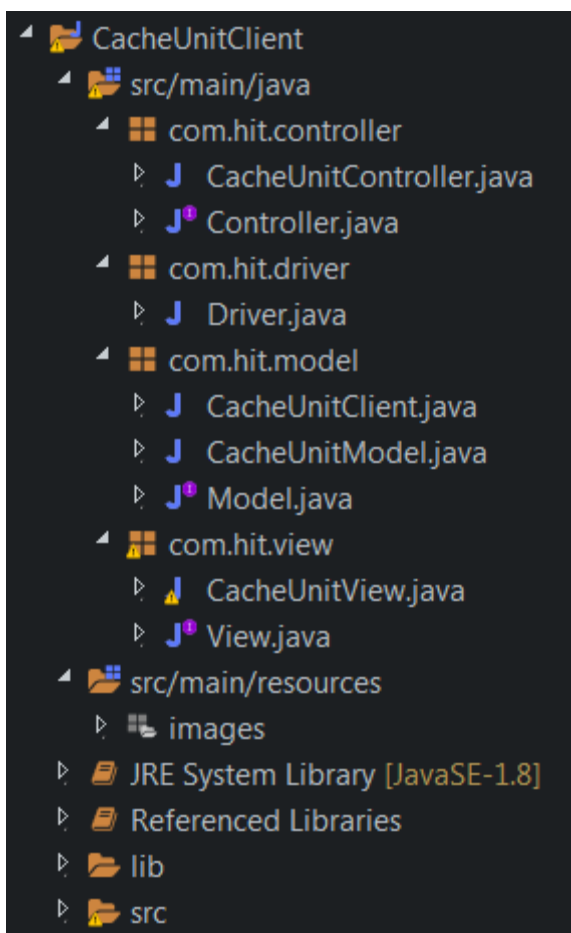 CacheUnitClient
src/main/java
com.hit.controller
CacheUnitController.java
Controller.java
com.hit.driver
Driver.java
com.hit.model
CacheUnitClient.java
CacheUnitModel.java
Model.java
com.hit.view
CacheUnitView.java
View.java
src/main/resources
images
JRE System Library [JavaSE-1.8]
Referenced Libraries
lib
src